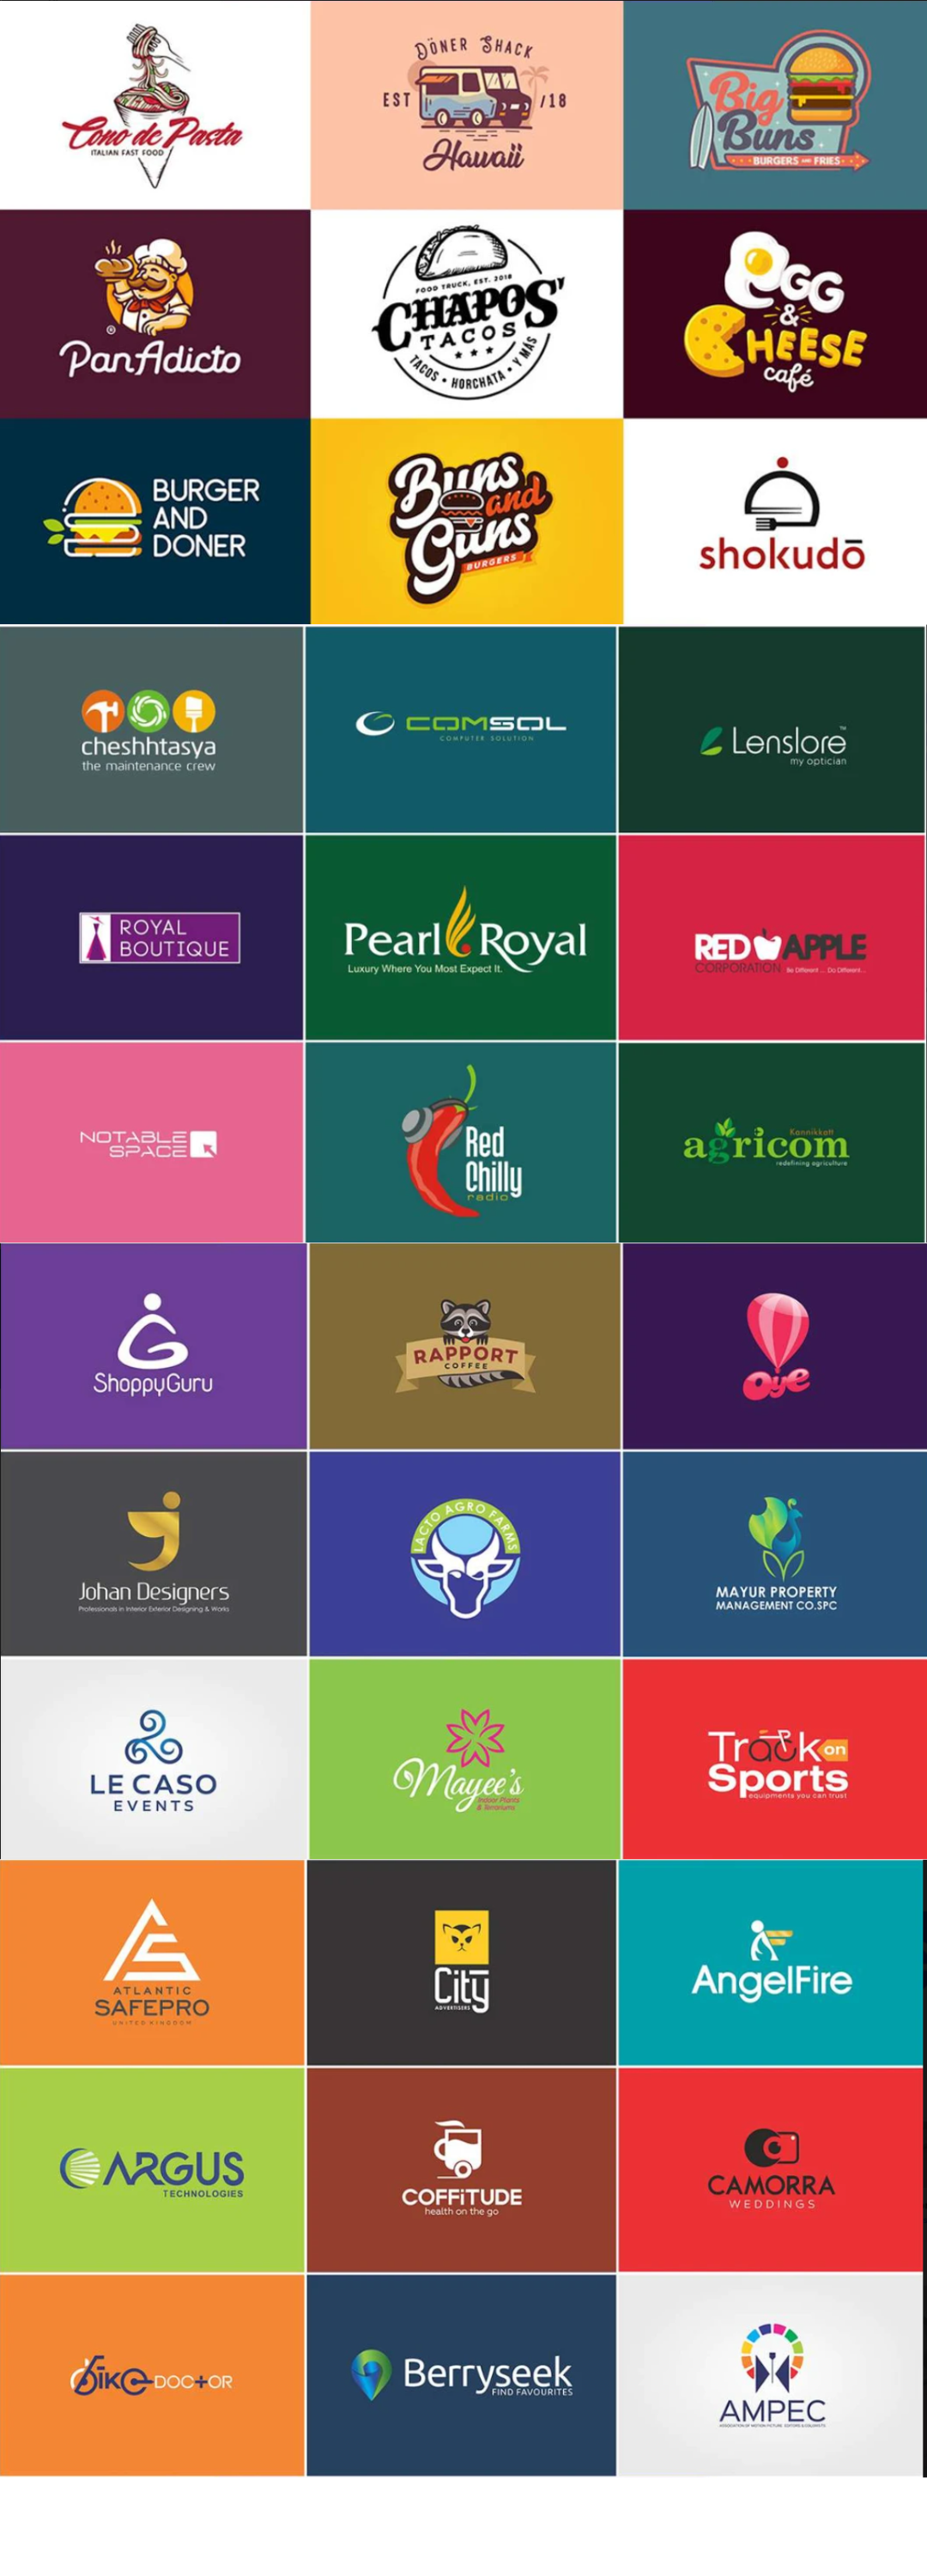 Cono de Pasta
ITALIAN FAST FOOD
DÖNER SHACK
EST /18
Hawaii
Big
Buns
BURGERS AND FRIES
PanAdicto
®
FOOD TRUCK, EST. 2018
CHAPOS'
TACOS
TACOS • HORCHATA • Y MÁS
EGG
&
CHEESE
café
BURGER
AND
DONER
Buns
and
Guns
BURGERS
shokudō
cheshhtasya
the maintenance crew
COMSOL
COMPUTER SOLUTION
Lenslore™
my optician
ROYAL
BOUTIQUE
Pearl Royal
Luxury Where You Most Expect It.
RED APPLE
CORPORATION Be Different ... Do Different...
NOTABLE
SPACE
Red
Chilly
radio
Kannikkatt
agricom
redefining agriculture
ShoppyGuru
RAPPORT
COFFEE
Oye
Johan Designers
Professionals in Interior Exterior Designing & Works
LACTO AGRO FARMS
MAYUR PROPERTY
MANAGEMENT CO.SPC
LE CASO
EVENTS
Mayee's
Indoor Plants
& Terrariums
Track on
Sports
equipments you can trust
ATLANTIC
SAFEPRO
UNITED KINGDOM
City
ADVERTISERS
AngelFire
ARGUS
TECHNOLOGIES
COFFiTUDE
health on the go
CAMORRA
WEDDINGS
BiKe DOCTOR
Berryseek
FIND FAVOURITES
AMPEC
ASSOCIATION OF MOTION PICTURE EDITORS & COLORISTS